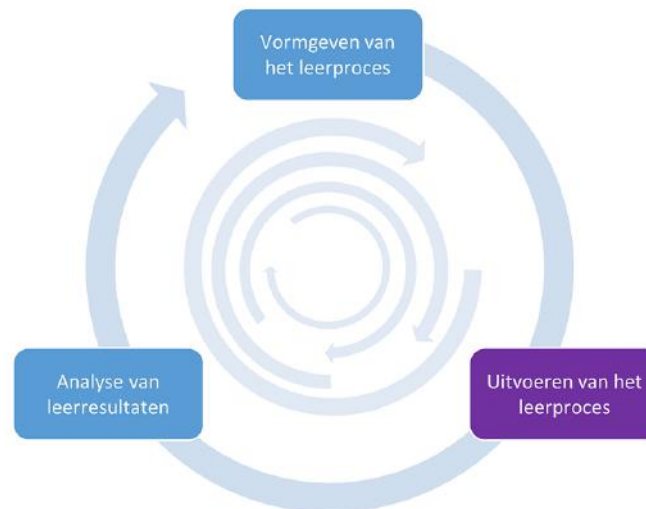 Vormgeven van
het leerproces
Analyse van
leerresultaten
Uitvoeren van het
leerproces